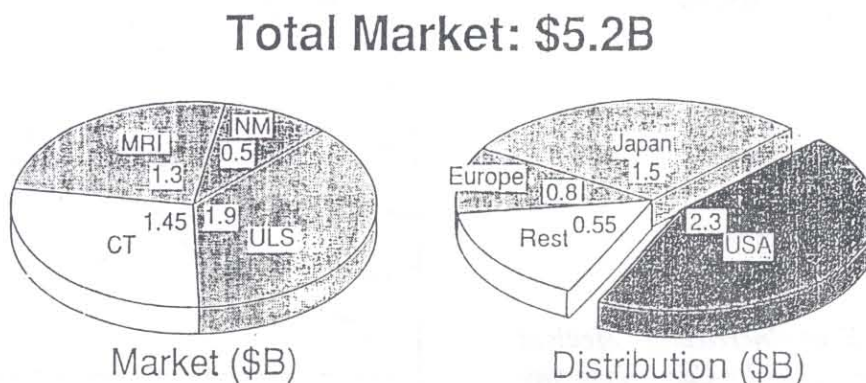 Total Market: $5.2B
MRI
1.3
NM
0.5
1.45
CT
1.9
ULS
Market ($B)
Japan
1.5
Europe
0.8
Rest
0.55
2.3
USA
Distribution ($B)